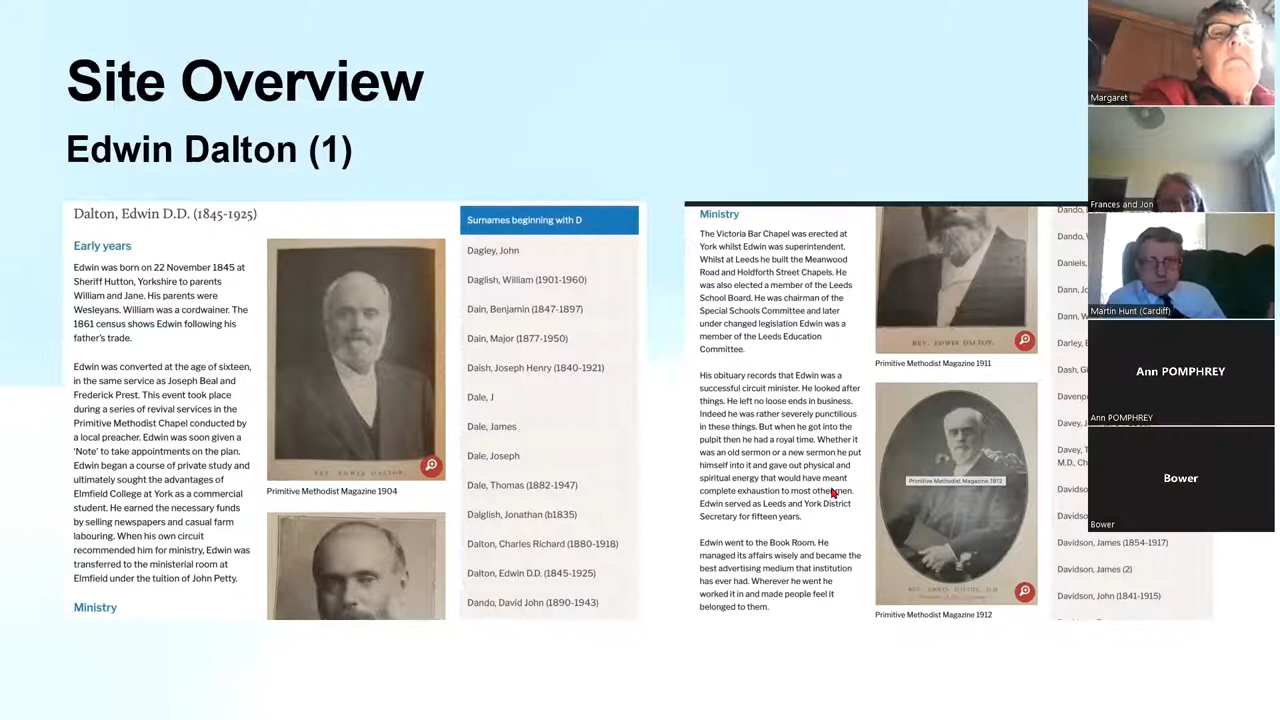 Site Overview
Edwin Dalton (1)
Dalton, Edwin D.D. (1845-1925)
Early years
Edwin was born on 22 November 1845 at
Sheriff Hutton, Yorkshire to parents
William and Jane. His parents were
Wesleyans. William was a cordwainer. The
1861 census shows Edwin following his
father's trade.
Edwin was converted at the age of sixteen,
in the same service as Joseph Beal and
Frederick Prest. This event took place
during a series of revival services in the
Primitive Methodist Chapel conducted by
a local preacher. Edwin was soon given a
'Note' to take appointments on the plan.
Edwin began a course of private study and
ultimately sought the advantages of
Elmfield College at York as a commercial
student. He earned the necessary funds
by selling newspapers and casual farm
labouring. When his own circuit
recommended him for ministry, Edwin was
transferred to the ministerial room at
Elmfield under the tuition of John Petty.
Ministry
REV. EDWIN DALTON.
Primitive Methodist Magazine 1904
Surnames beginning with D
Dagley, John
Daglish, William (1901-1960)
Dain, Benjamin (1847-1897)
Dain, Major (1877-1950)
Daish, Joseph Henry (1840-1921)
Dale, J
Dale, James
Dale, Joseph
Dale, Thomas (1882-1947)
Dalglish, Jonathan (b1835)
Dalton, Charles Richard (1880-1918)
Dalton, Edwin D.D. (1845-1925)
Dando, David John (1890-1943)
Ministry
The Victoria Bar Chapel was erected at
York whilst Edwin was superintendent.
Whilst at Leeds he built the Meanwood
Road and Holdforth Street Chapels. He
was also elected a member of the Leeds
School Board. He was chairman of the
Special Schools Committee and later
under changed legislation Edwin was a
member of the Leeds Education
Committee.
His obituary records that Edwin was a
successful circuit minister. He looked after
things. He left no loose ends in business.
Indeed he was rather severely punctilious
in these things. But when he got into the
pulpit then he had a royal time. Whether it
was an old sermon or a new sermon he put
himself into it and gave out physical and
spiritual energy that would have meant
complete exhaustion to most other men.
Edwin served as Leeds and York District
Secretary for fifteen years.
Edwin went to the Book Room. He
managed its affairs wisely and became the
best advertising medium that institution
has ever had. Wherever he went he
worked it in and made people feel it
belonged to them.
REV. EDWIN DALTON.
Primitive Methodist Magazine 1911
Primitive Methodist Magazine 1912
Primitive Methodist Magazine 1912
Dando,
Dando, W
Daniels,
Dann, Jo
Dann, W
Darley, E
Dash, Gi
Davenp
Davey, J
Davey, T
M.D., Ch
Davidso
Davidso
Davidson, James (1854-1917)
Davidson, James (2)
Davidson, John (1841-1915)
Margaret
Frances and Jon
Martin Hunt (Cardiff)
Ann POMPHREY
Ann POMPHREY
Bower
Bower